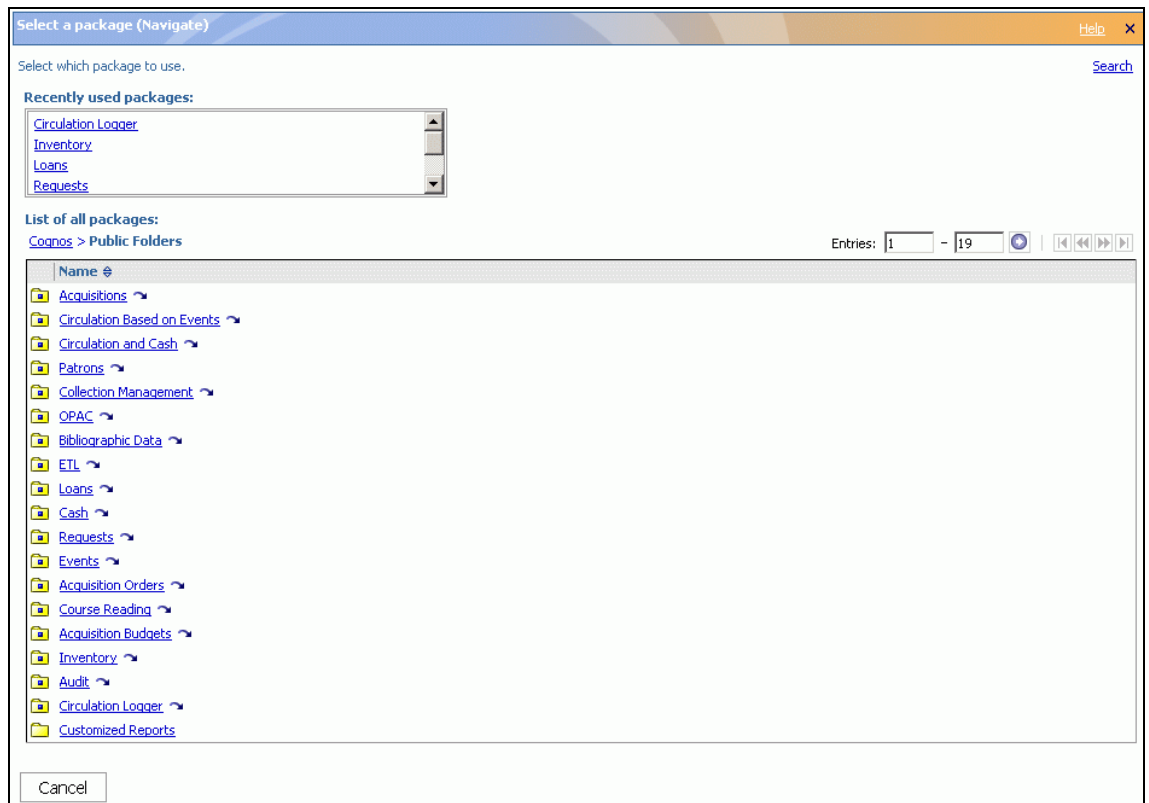 Select a package (Navigate)
Help
Select which package to use.
Search
Recently used packages:
Circulation Logger
Inventory
Loans
Requests
List of all packages:
Cognos > Public Folders
Entries: 1 - 19
Name
Acquisitions
Circulation Based on Events
Circulation and Cash
Patrons
Collection Management
OPAC
Bibliographic Data
ETL
Loans
Cash
Requests
Events
Acquisition Orders
Course Reading
Acquisition Budgets
Inventory
Audit
Circulation Logger
Customized Reports
Cancel